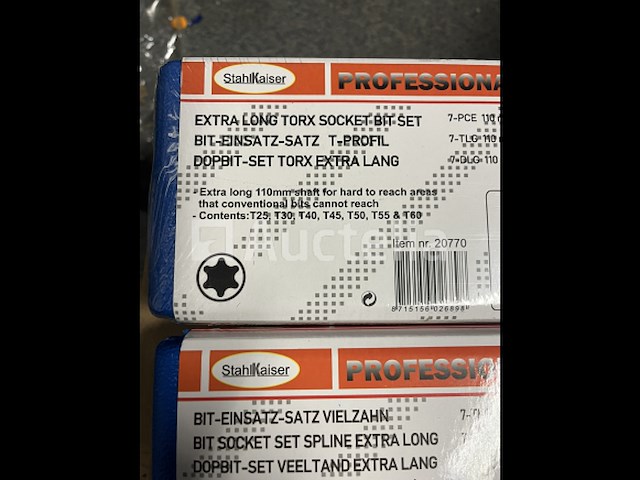 StahlKaiser PROFESSIONA
EXTRA LONG TORX SOCKET BIT SET 7-PCE 110
BIT-EINSATZ-SATZ T-PROFIL 7-TLG 110
DOPBIT-SET TORX EXTRA LANG 7-DLG 110
- Extra long 110mm shaft for hard to reach areas
that conventional bits cannot reach
- Contents:T25, T30, T40, T45, T50, T55 & T60
Auctelia
Item nr. 20770
8715156026898
StahlKaiser PROFESSIO
BIT-EINSATZ-SATZ VIELZAHN
BIT SOCKET SET SPLINE EXTRA LONG
DOPBIT-SET VEELTAND EXTRA LANG